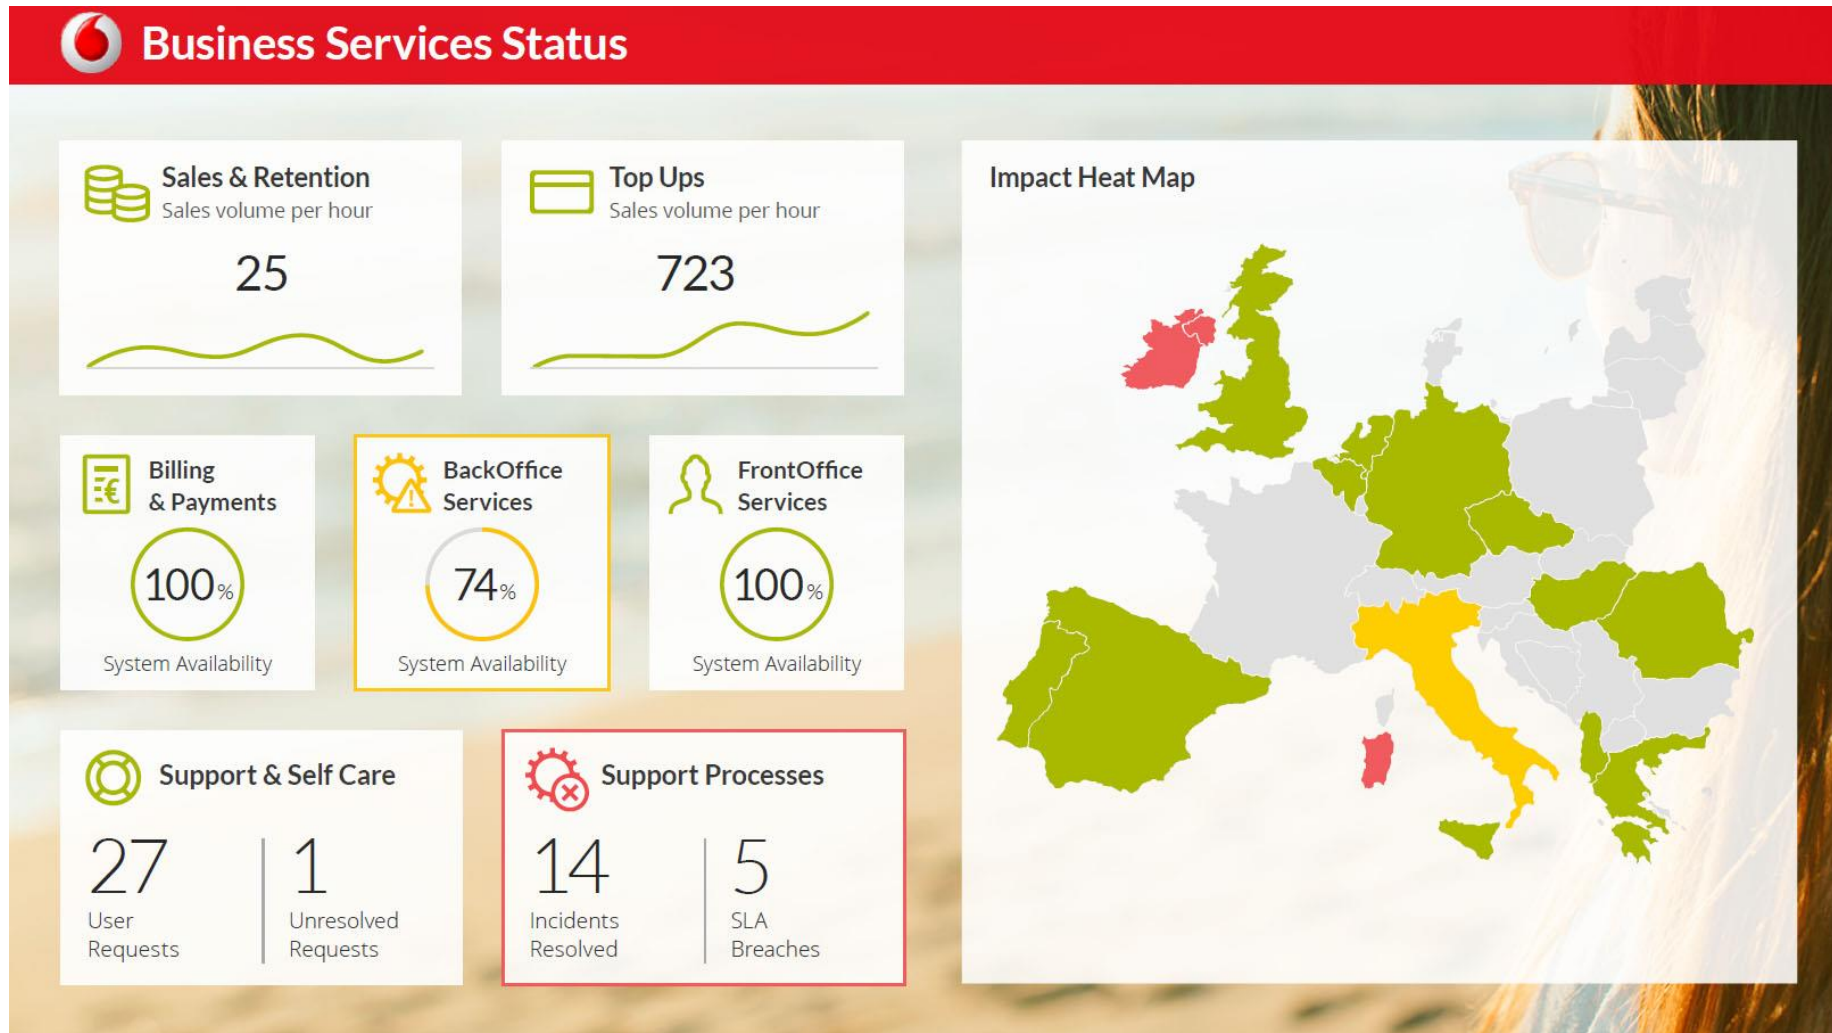 Business Services Status
Sales & Retention
Sales volume per hour
25
Top Ups
Sales volume per hour
723
Impact Heat Map
Billing
& Payments
100%
System Availability
BackOffice
Services
74%
System Availability
FrontOffice
Services
100%
System Availability
Support & Self Care
27
User
Requests
1
Unresolved
Requests
Support Processes
14
Incidents
Resolved
5
SLA
Breaches